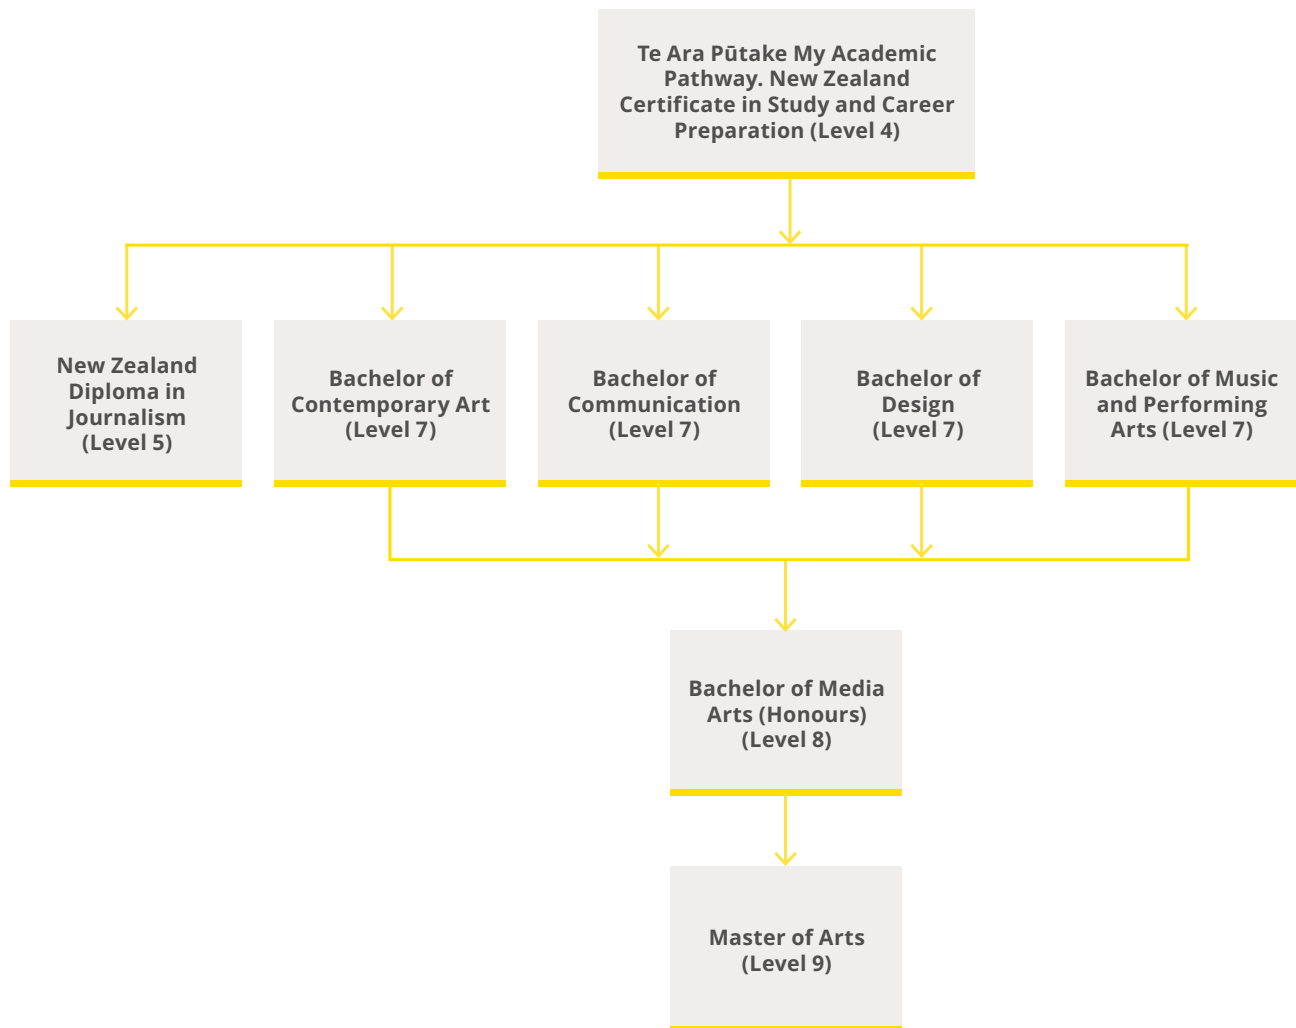 Te Ara Pūtake My Academic
Pathway. New Zealand
Certificate in Study and Career
Preparation (Level 4)
New Zealand
Diploma in
Journalism
(Level 5)
Bachelor of
Contemporary Art
(Level 7)
Bachelor of
Communication
(Level 7)
Bachelor of
Design
(Level 7)
Bachelor of Music
and Performing
Arts (Level 7)
Bachelor of Media
Arts (Honours)
(Level 8)
Master of Arts
(Level 9)